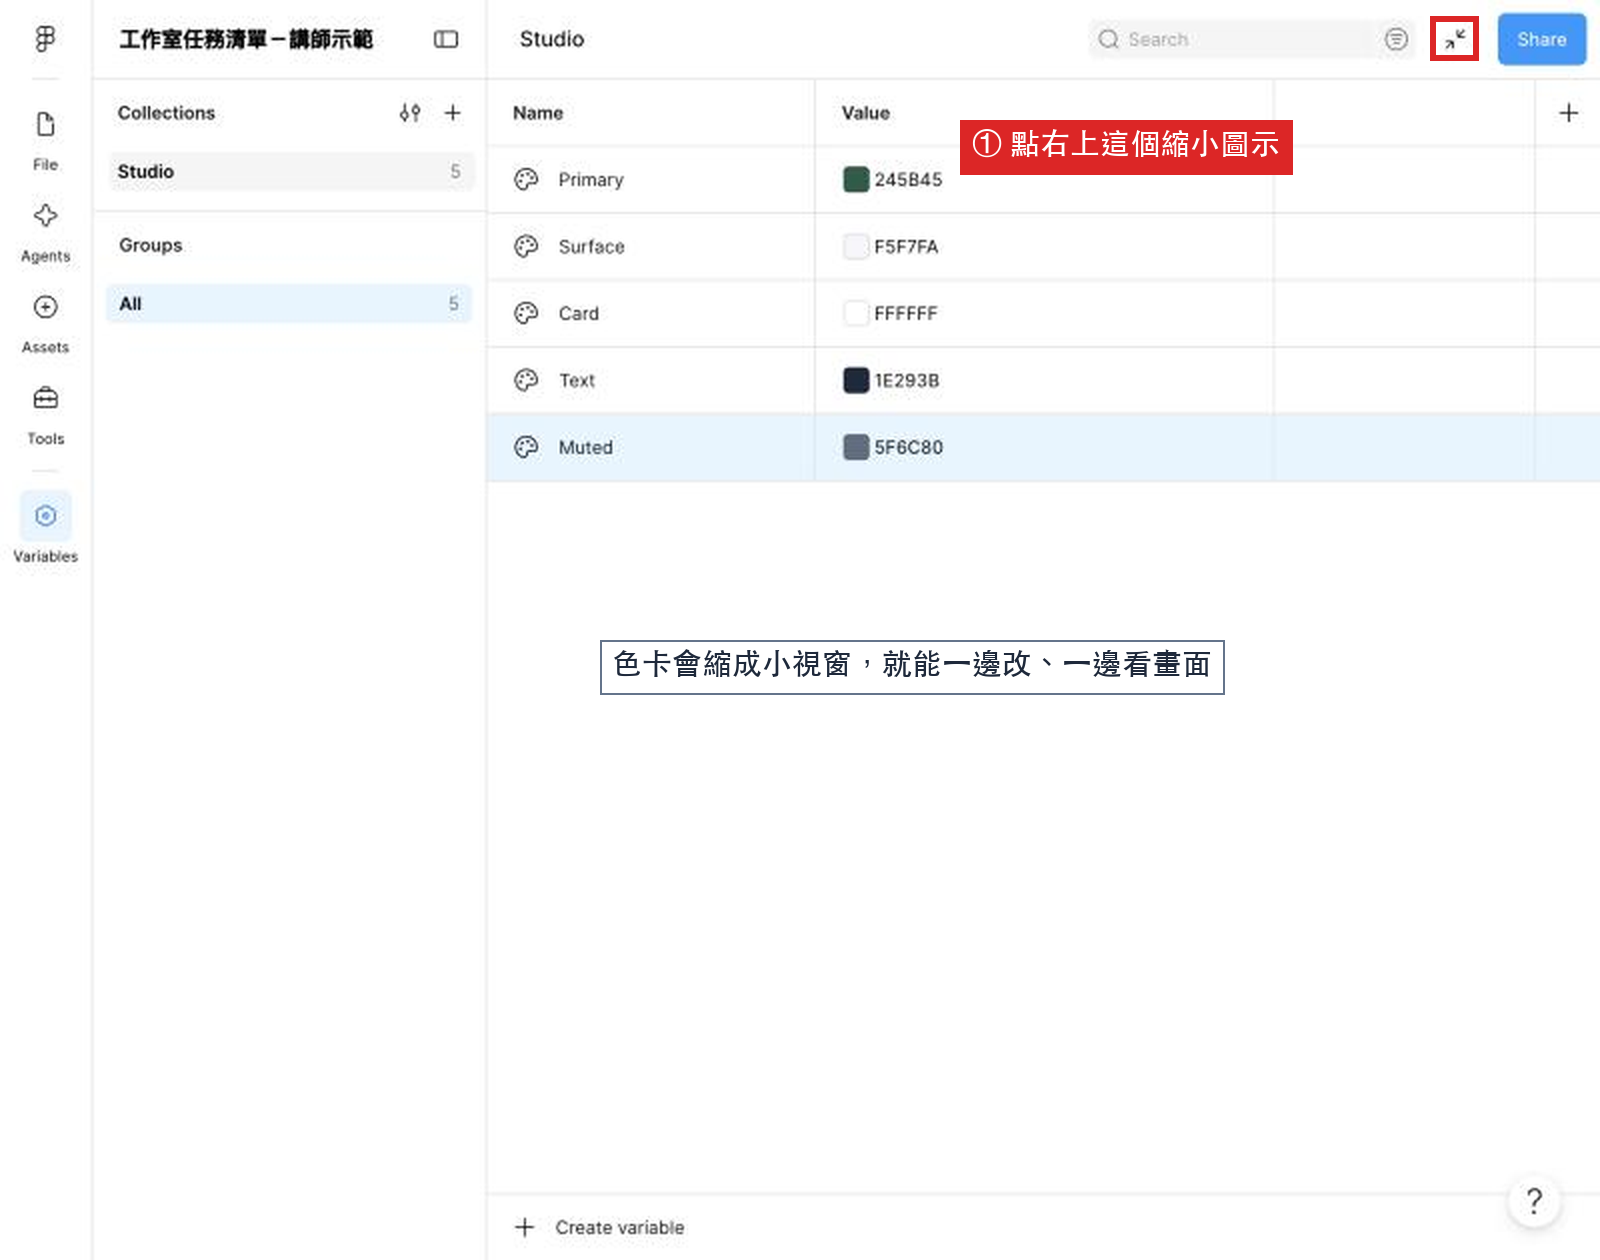 工作室任務清單－講師示範
Studio
Search
Share
File
Agents
Assets
Tools
Variables
Collections
Studio 5
Groups
All 5
Name Value
① 點右上這個縮小圖示
Primary 245B45
Surface F5F7FA
Card FFFFFF
Text 1E293B
Muted 5F6C80
色卡會縮成小視窗，就能一邊改、一邊看畫面
Create variable
?